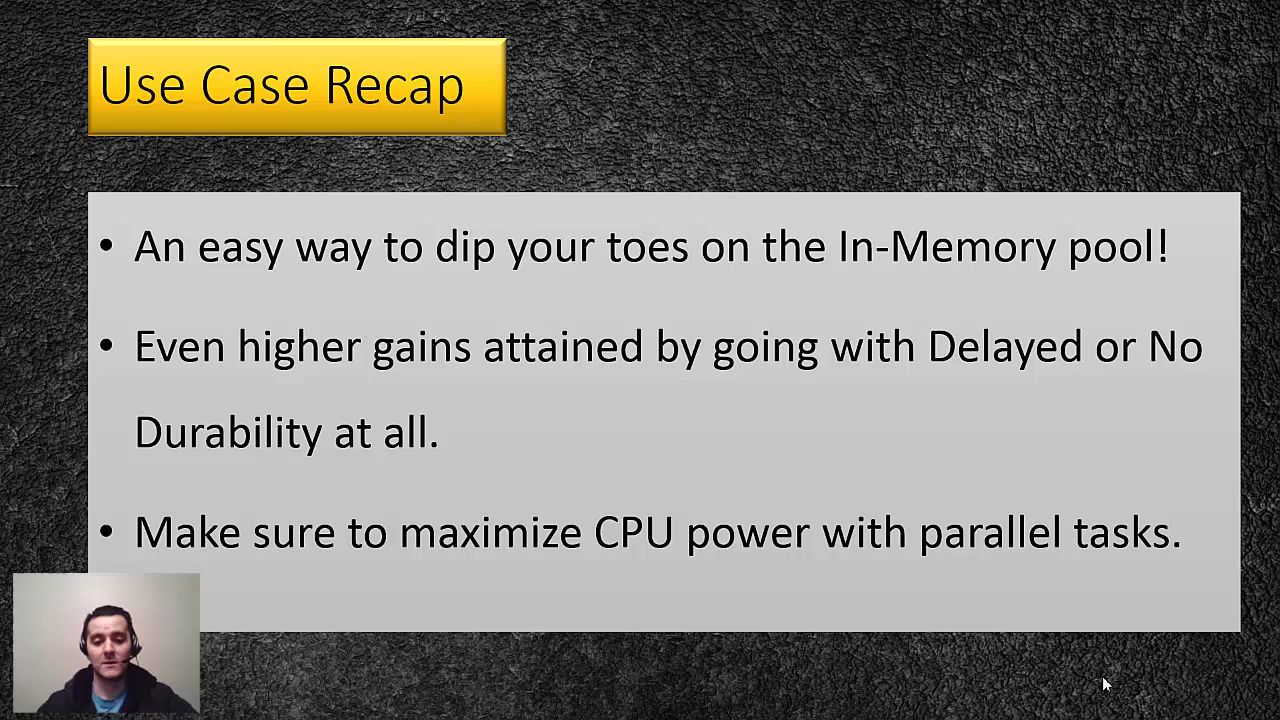 Use Case Recap
• An easy way to dip your toes on the In-Memory pool!
• Even higher gains attained by going with Delayed or No
Durability at all.
• Make sure to maximize CPU power with parallel tasks.